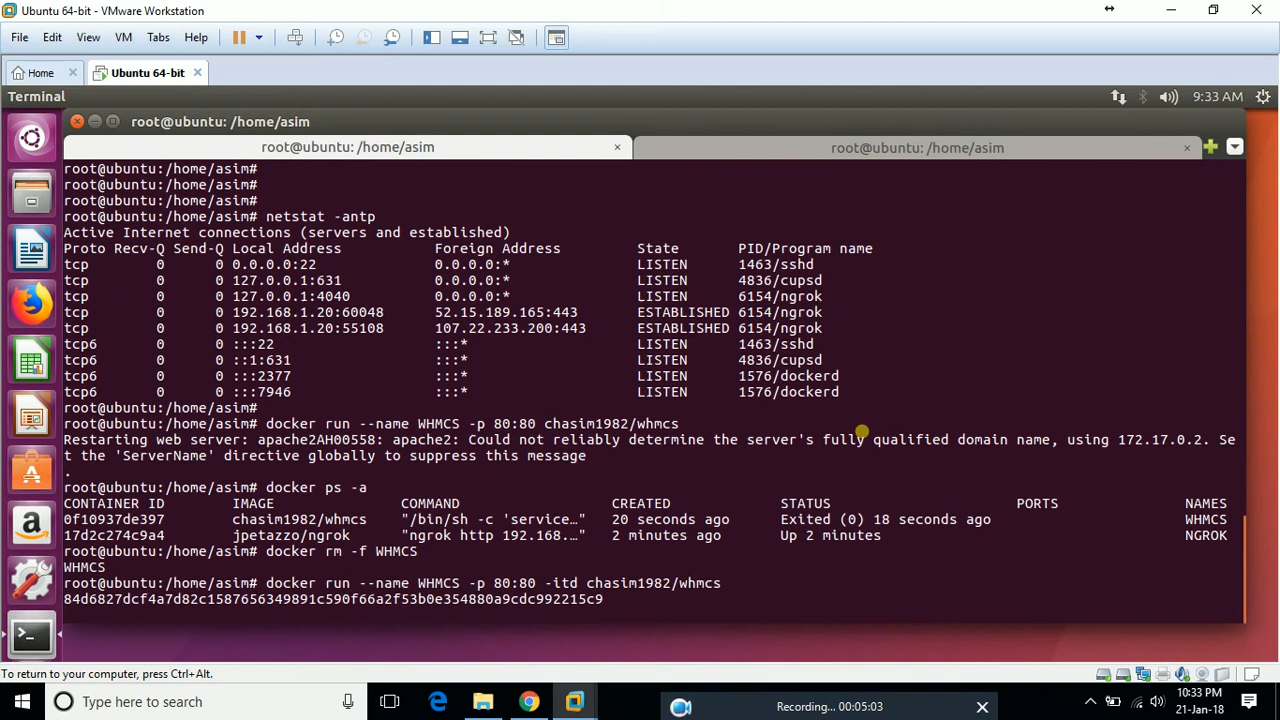 Ubuntu 64-bit - VMware Workstation
File Edit View VM Tabs Help
Home Ubuntu 64-bit
Terminal 9:33 AM
root@ubuntu: /home/asim
root@ubuntu: /home/asim root@ubuntu: /home/asim
root@ubuntu:/home/asim#
root@ubuntu:/home/asim#
root@ubuntu:/home/asim#
root@ubuntu:/home/asim# netstat -antp
Active Internet connections (servers and established)
Proto Recv-Q Send-Q Local Address Foreign Address State PID/Program name
tcp 0 0 0.0.0.0:22 0.0.0.0:* LISTEN 1463/sshd
tcp 0 0 127.0.0.1:631 0.0.0.0:* LISTEN 4836/cupsd
tcp 0 0 127.0.0.1:4040 0.0.0.0:* LISTEN 6154/ngrok
tcp 0 0 192.168.1.20:60048 52.15.189.165:443 ESTABLISHED 6154/ngrok
tcp 0 0 192.168.1.20:55108 107.22.233.200:443 ESTABLISHED 6154/ngrok
tcp6 0 0 :::22 :::* LISTEN 1463/sshd
tcp6 0 0 ::1:631 :::* LISTEN 4836/cupsd
tcp6 0 0 :::2377 :::* LISTEN 1576/dockerd
tcp6 0 0 :::7946 :::* LISTEN 1576/dockerd
root@ubuntu:/home/asim#
root@ubuntu:/home/asim# docker run --name WHMCS -p 80:80 chasim1982/whmcs
Restarting web server: apache2AH00558: apache2: Could not reliably determine the server's fully qualified domain name, using 172.17.0.2. Se
t the 'ServerName' directive globally to suppress this message
.
root@ubuntu:/home/asim# docker ps -a
CONTAINER ID IMAGE COMMAND CREATED STATUS PORTS NAMES
0f10937de397 chasim1982/whmcs "/bin/sh -c 'service…" 20 seconds ago Exited (0) 18 seconds ago WHMCS
17d2c274c9a4 jpetazzo/ngrok "ngrok http 192.168.…" 2 minutes ago Up 2 minutes NGROK
root@ubuntu:/home/asim# docker rm -f WHMCS
WHMCS
root@ubuntu:/home/asim# docker run --name WHMCS -p 80:80 -itd chasim1982/whmcs
84d6827dcf4a7d82c1587656349891c590f66a2f53b0e354880a9cdc992215c9
To return to your computer, press Ctrl+Alt.
Type here to search
Recording... 00:05:03
10:33 PM
21-Jan-18